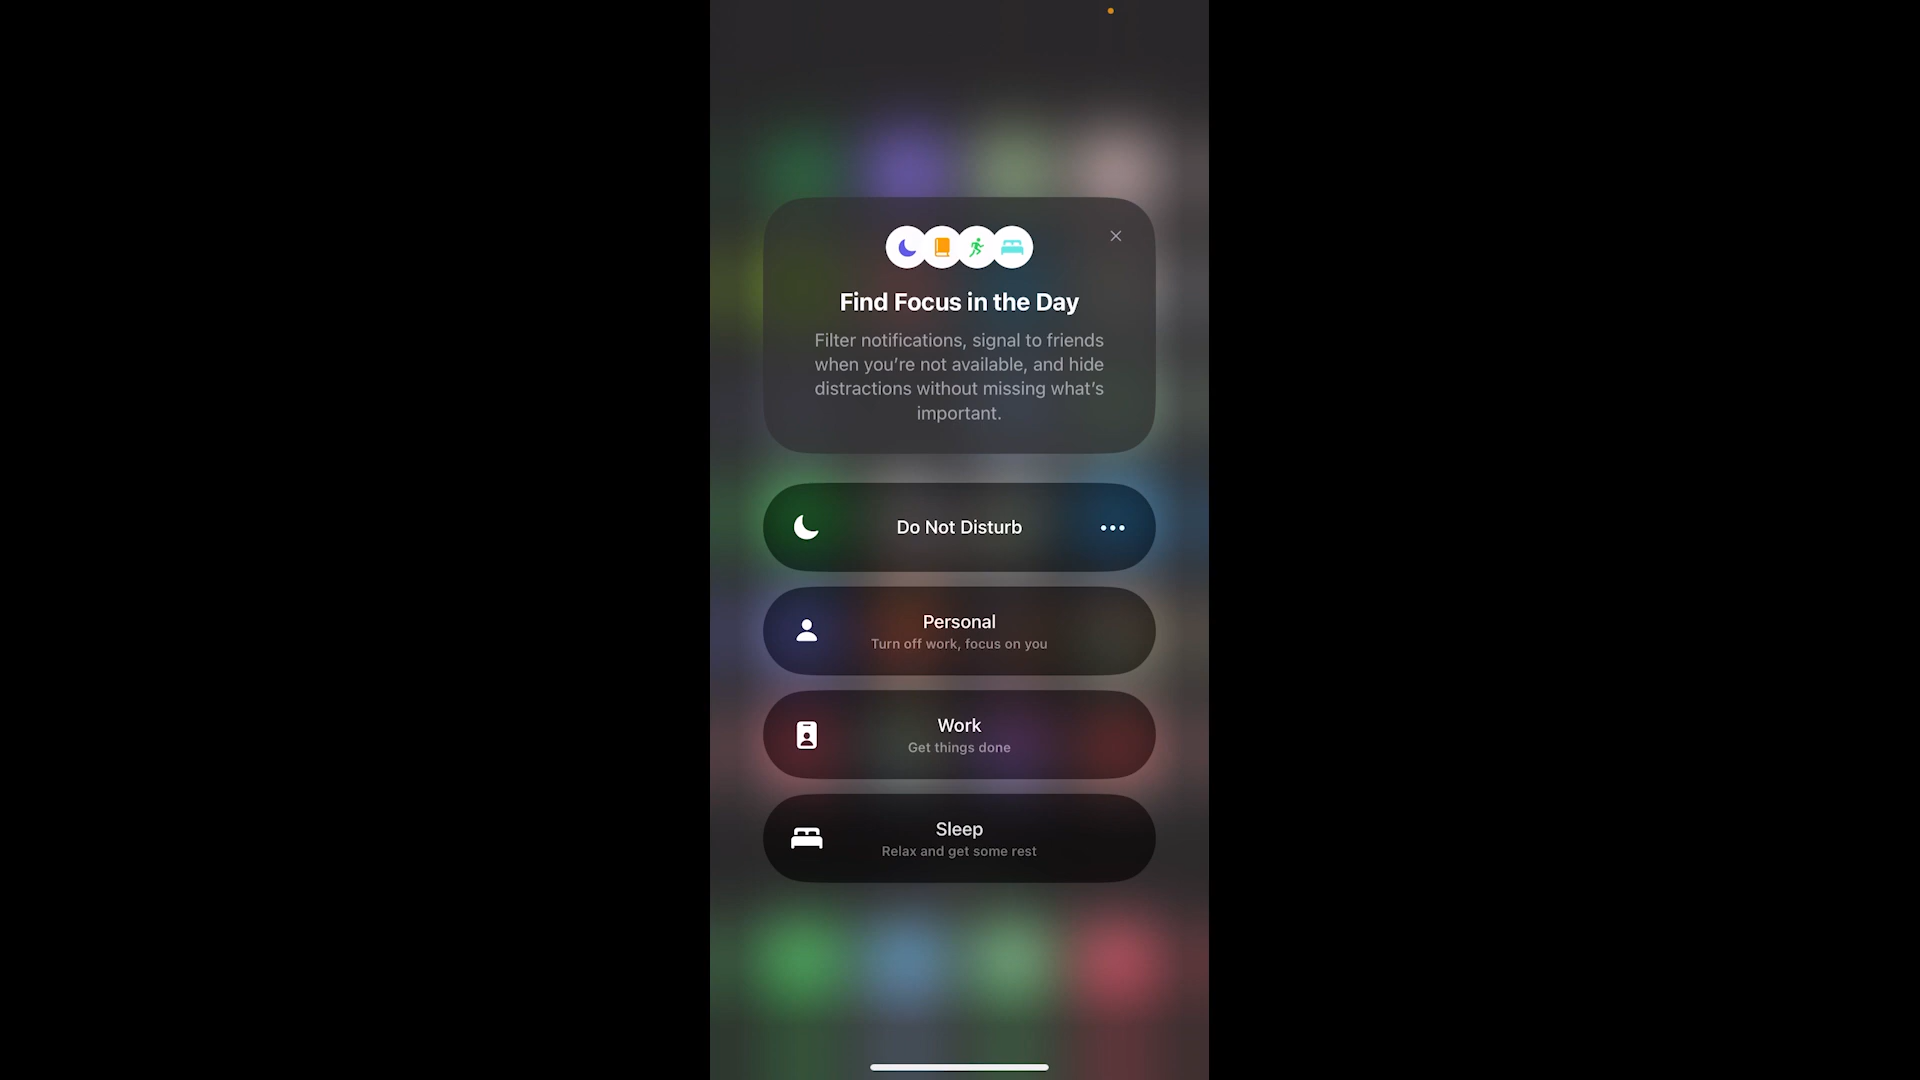 Find Focus in the Day
Filter notifications, signal to friends
when you’re not available, and hide
distractions without missing what’s
important.
Do Not Disturb
Personal
Turn off work, focus on you
Work
Get things done
Sleep
Relax and get some rest